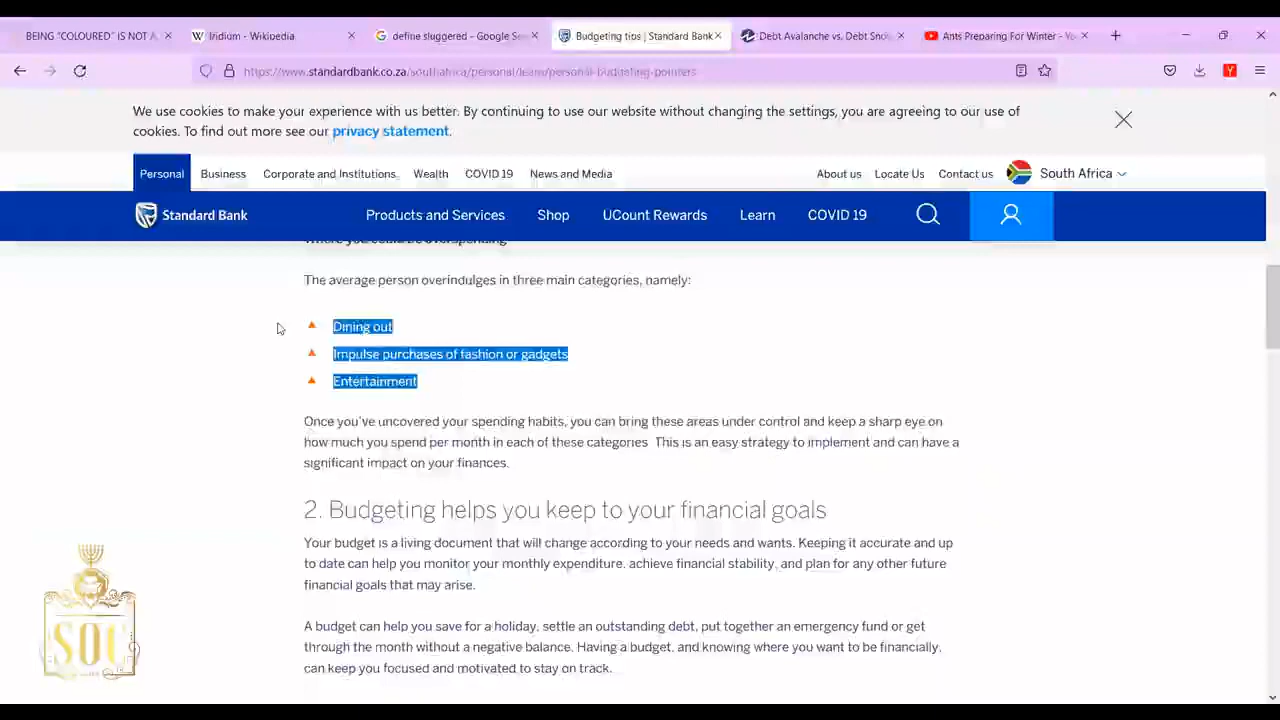 BEING "COLOURED" IS NOT A
Iridium - Wikipedia
define sluggered - Google Se
Budgeting tips | Standard Bank
Debt Avalanche vs. Debt Sno
Ants Preparing For Winter - Yo
https://www.standardbank.co.za/southafrica/personal/learn/personal-budgeting-pointers
We use cookies to make your experience with us better. By continuing to use our website without changing the settings, you are agreeing to our use of
cookies. To find out more see our privacy statement.
Personal Business Corporate and Institutions Wealth COVID 19 News and Media About us Locate Us Contact us South Africa
Standard Bank Products and Services Shop UCount Rewards Learn COVID 19
Where you could be overspending
The average person overindulges in three main categories, namely:
Dining out
Impulse purchases of fashion or gadgets
Entertainment
Once you've uncovered your spending habits, you can bring these areas under control and keep a sharp eye on
how much you spend per month in each of these categories. This is an easy strategy to implement and can have a
significant impact on your finances.
2. Budgeting helps you keep to your financial goals
Your budget is a living document that will change according to your needs and wants. Keeping it accurate and up
to date can help you monitor your monthly expenditure, achieve financial stability, and plan for any other future
financial goals that may arise.
A budget can help you save for a holiday, settle an outstanding debt, put together an emergency fund or get
through the month without a negative balance. Having a budget, and knowing where you want to be financially,
can keep you focused and motivated to stay on track.
SOC